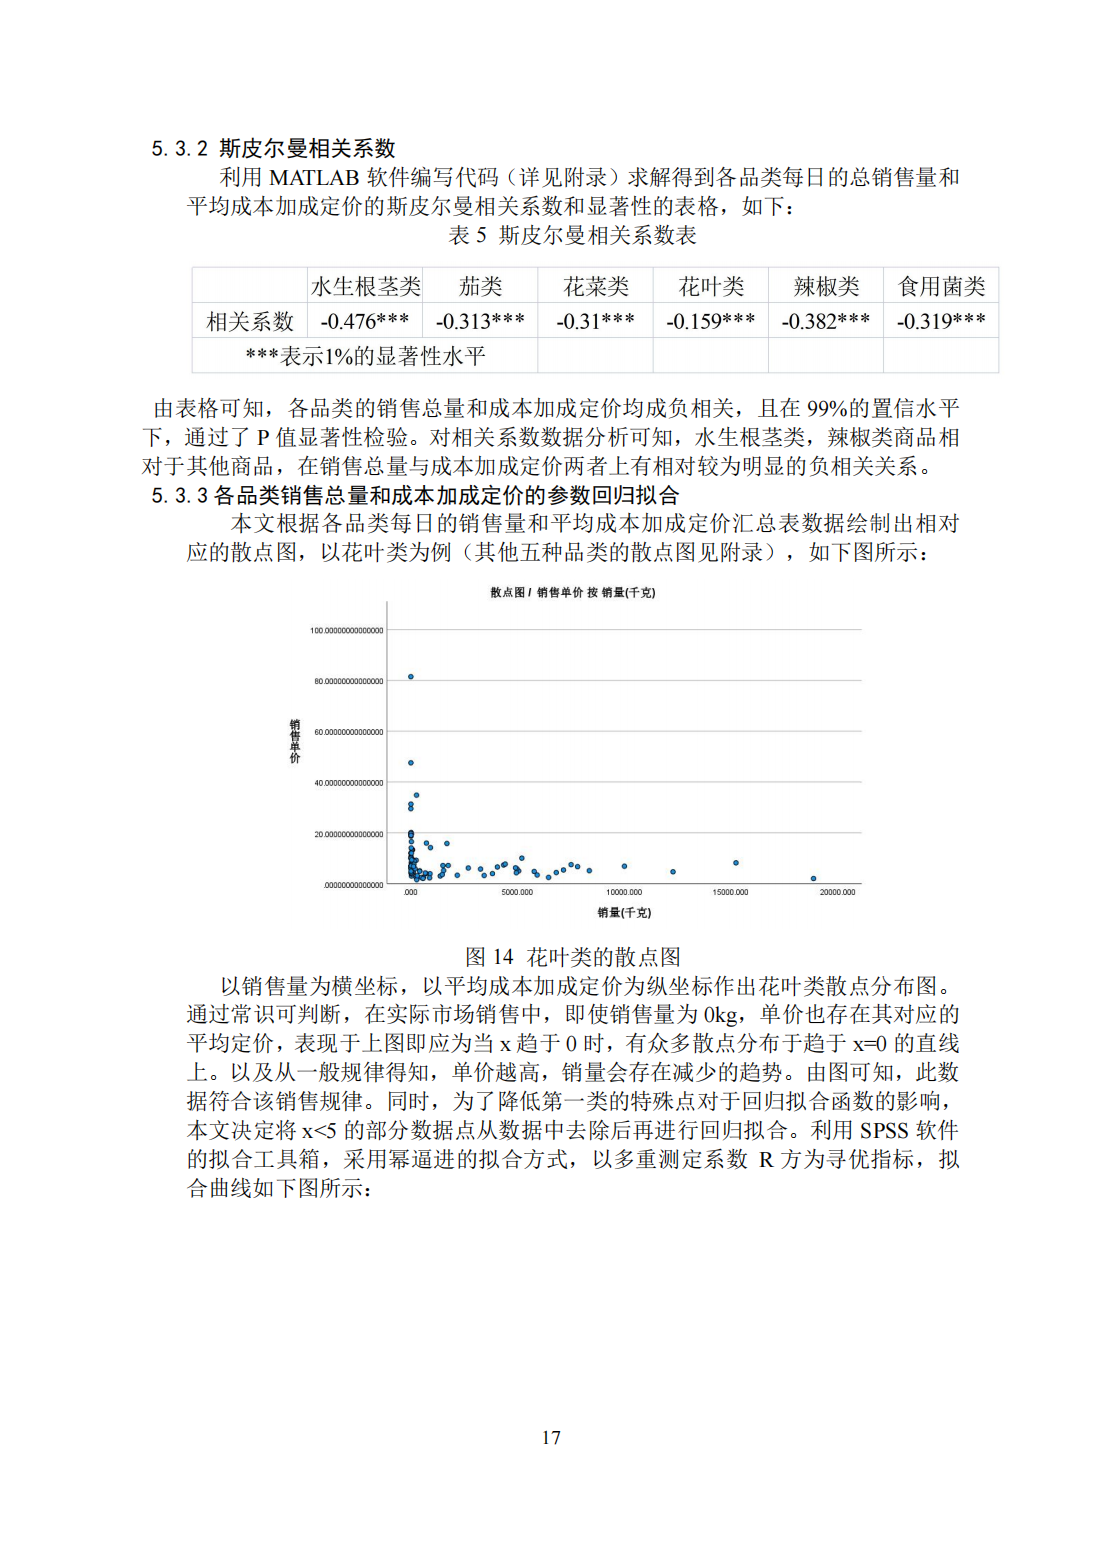 5.3.2 斯皮尔曼相关系数
利用 MATLAB 软件编写代码（详见附录）求解得到各品类每日的总销售量和
平均成本加成定价的斯皮尔曼相关系数和显著性的表格，如下：
表 5 斯皮尔曼相关系数表
水生根茎类 茄类 花菜类 花叶类 辣椒类 食用菌类
相关系数 -0.476*** -0.313*** -0.31*** -0.159*** -0.382*** -0.319***
***表示1%的显著性水平
由表格可知，各品类的销售总量和成本加成定价均成负相关，且在 99%的置信水平
下，通过了 P 值显著性检验。对相关系数数据分析可知，水生根茎类，辣椒类商品相
对于其他商品，在销售总量与成本加成定价两者上有相对较为明显的负相关关系。
5.3.3 各品类销售总量和成本加成定价的参数回归拟合
本文根据各品类每日的销售量和平均成本加成定价汇总表数据绘制出相对
应的散点图，以花叶类为例（其他五种品类的散点图见附录），如下图所示：
散点图 / 销售单价 按 销量(千克)
100.00000000000000
80.00000000000000
60.00000000000000
40.00000000000000
20.00000000000000
.00000000000000
销售单价
.000 5000.000 10000.000 15000.000 20000.000
销量(千克)
图 14 花叶类的散点图
以销售量为横坐标，以平均成本加成定价为纵坐标作出花叶类散点分布图。
通过常识可判断，在实际市场销售中，即使销售量为 0kg，单价也存在其对应的
平均定价，表现于上图即应为当 x 趋于 0 时，有众多散点分布于趋于 x=0 的直线
上。以及从一般规律得知，单价越高，销量会存在减少的趋势。由图可知，此数
据符合该销售规律。同时，为了降低第一类的特殊点对于回归拟合函数的影响，
本文决定将 x<5 的部分数据点从数据中去除后再进行回归拟合。利用 SPSS 软件
的拟合工具箱，采用幂逼进的拟合方式，以多重测定系数 R 方为寻优指标，拟
合曲线如下图所示：
17